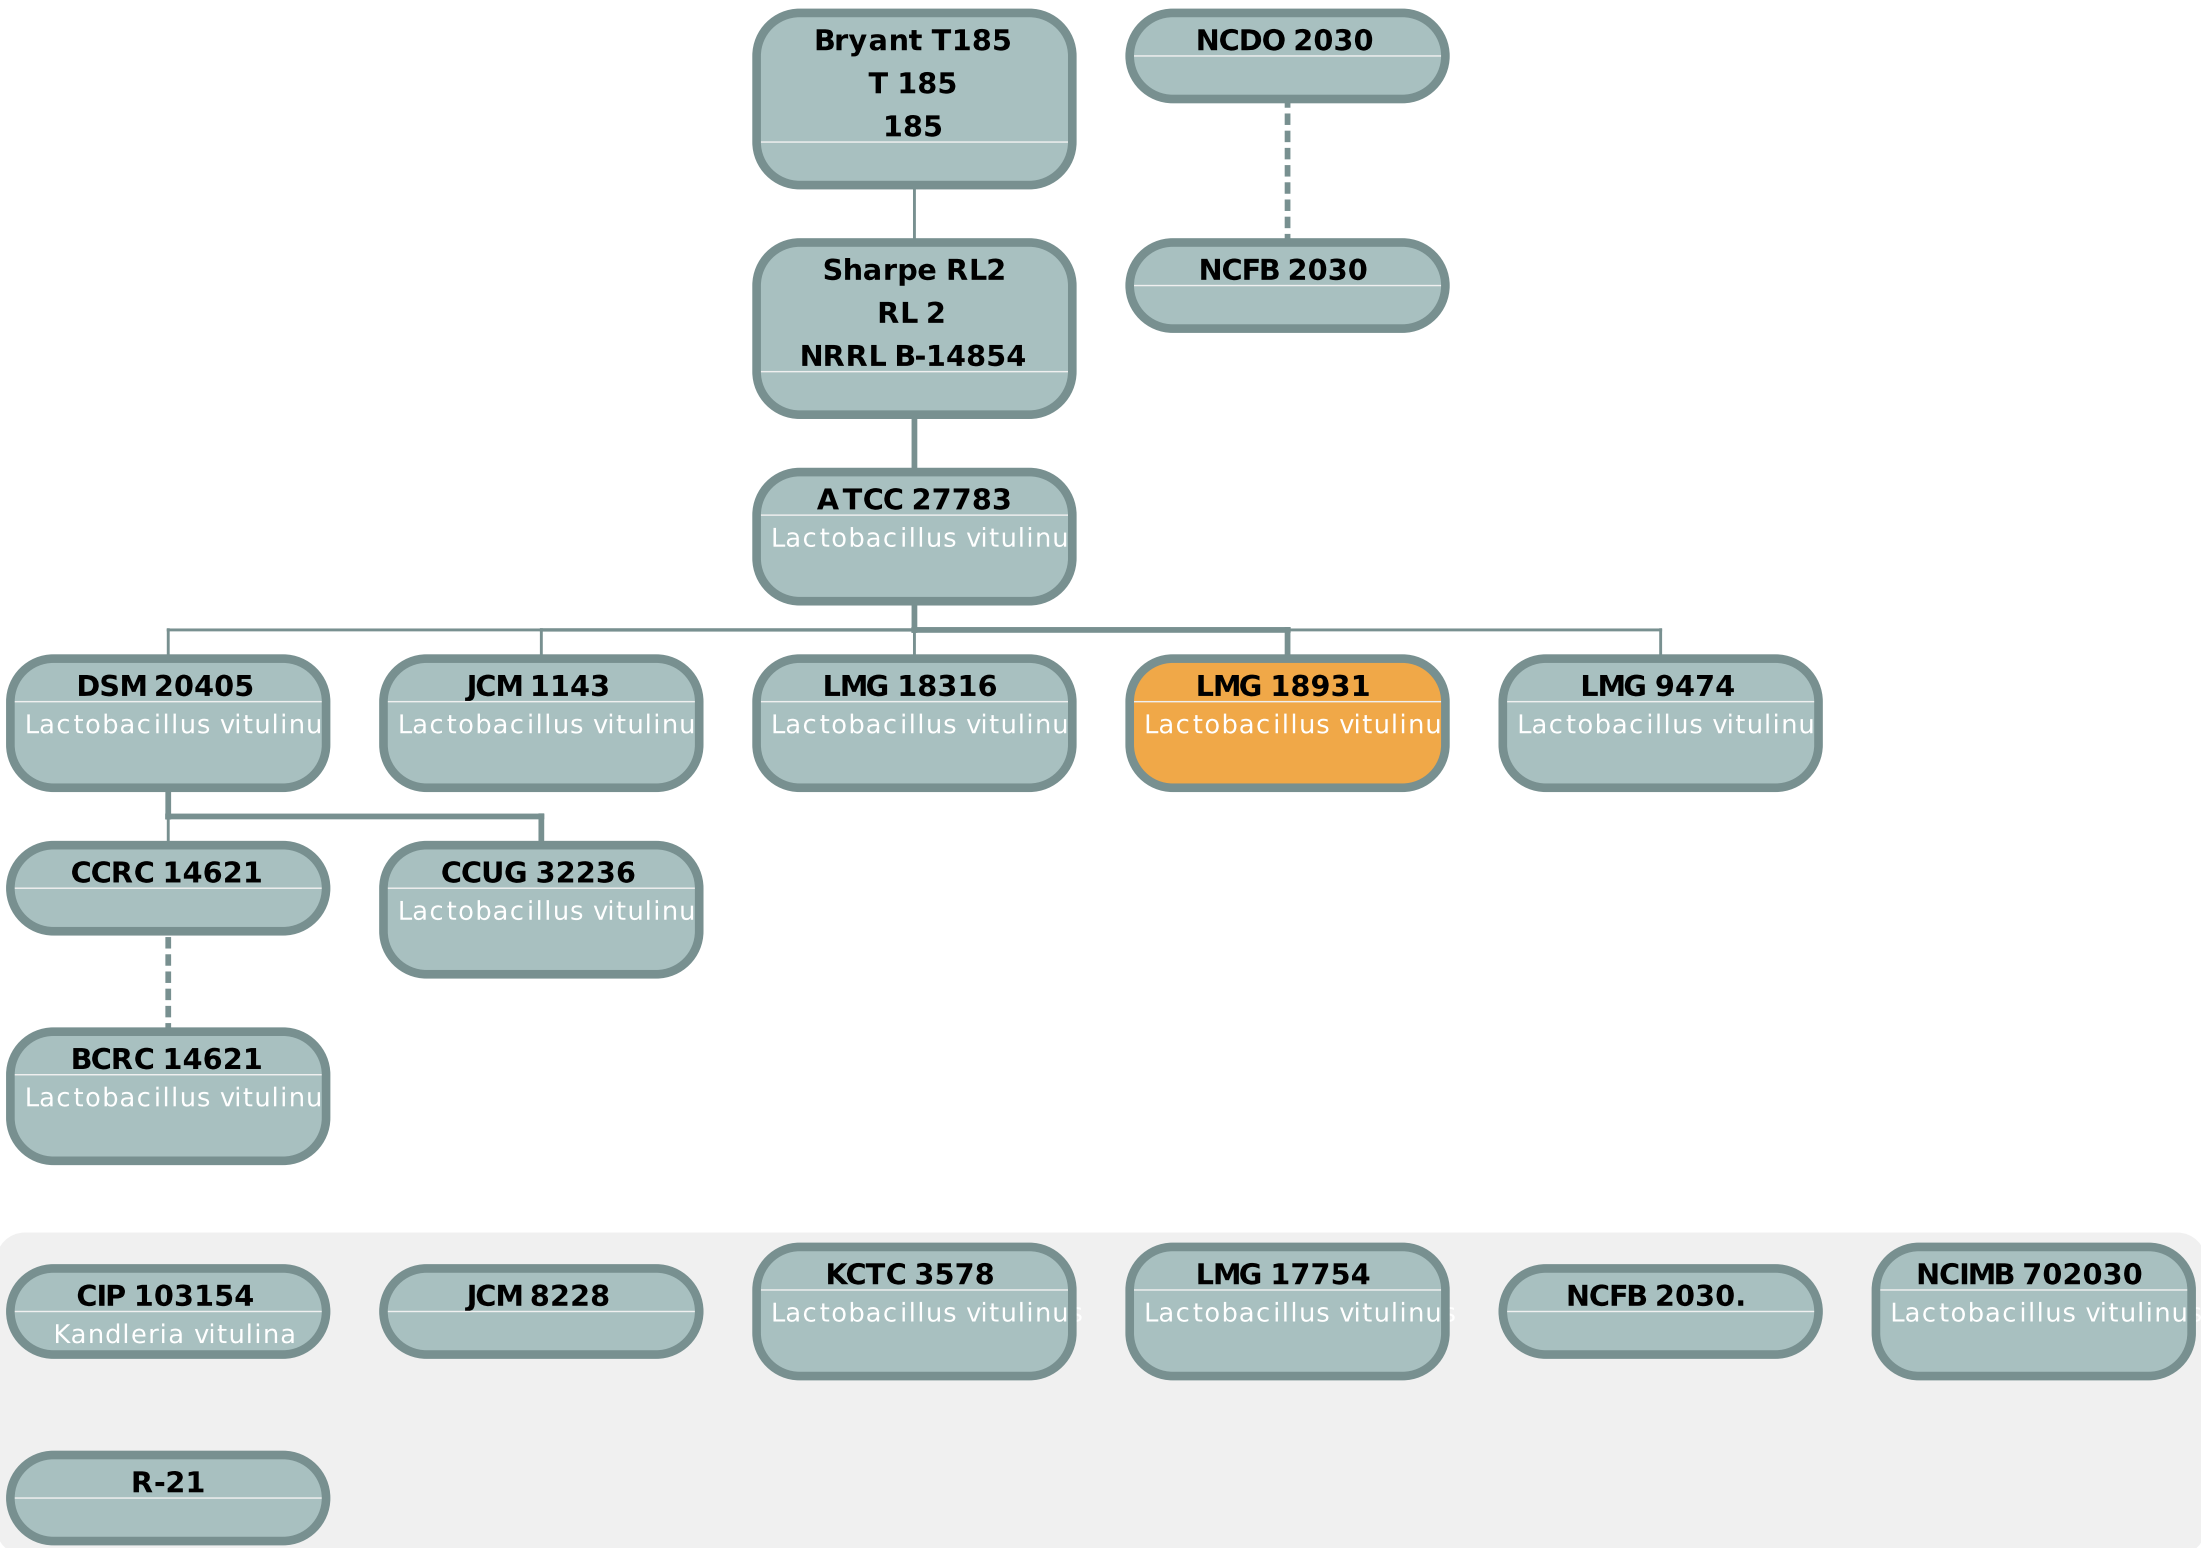 Bryant T185
T 185
185
NCDO 2030
Sharpe RL2
RL 2
NRRL B-14854
NCFB 2030
ATCC 27783
Lactobacillus vitulinu
DSM 20405
Lactobacillus vitulinu
JCM 1143
Lactobacillus vitulinu
LMG 18316
Lactobacillus vitulinu
LMG 18931
Lactobacillus vitulinu
LMG 9474
Lactobacillus vitulinu
CCRC 14621
CCUG 32236
Lactobacillus vitulinu
BCRC 14621
Lactobacillus vitulinu
CIP 103154
Kandleria vitulina
JCM 8228
KCTC 3578
Lactobacillus vitulinus
LMG 17754
Lactobacillus vitulinus
NCFB 2030.
NCIMB 702030
Lactobacillus vitulinus
R-21